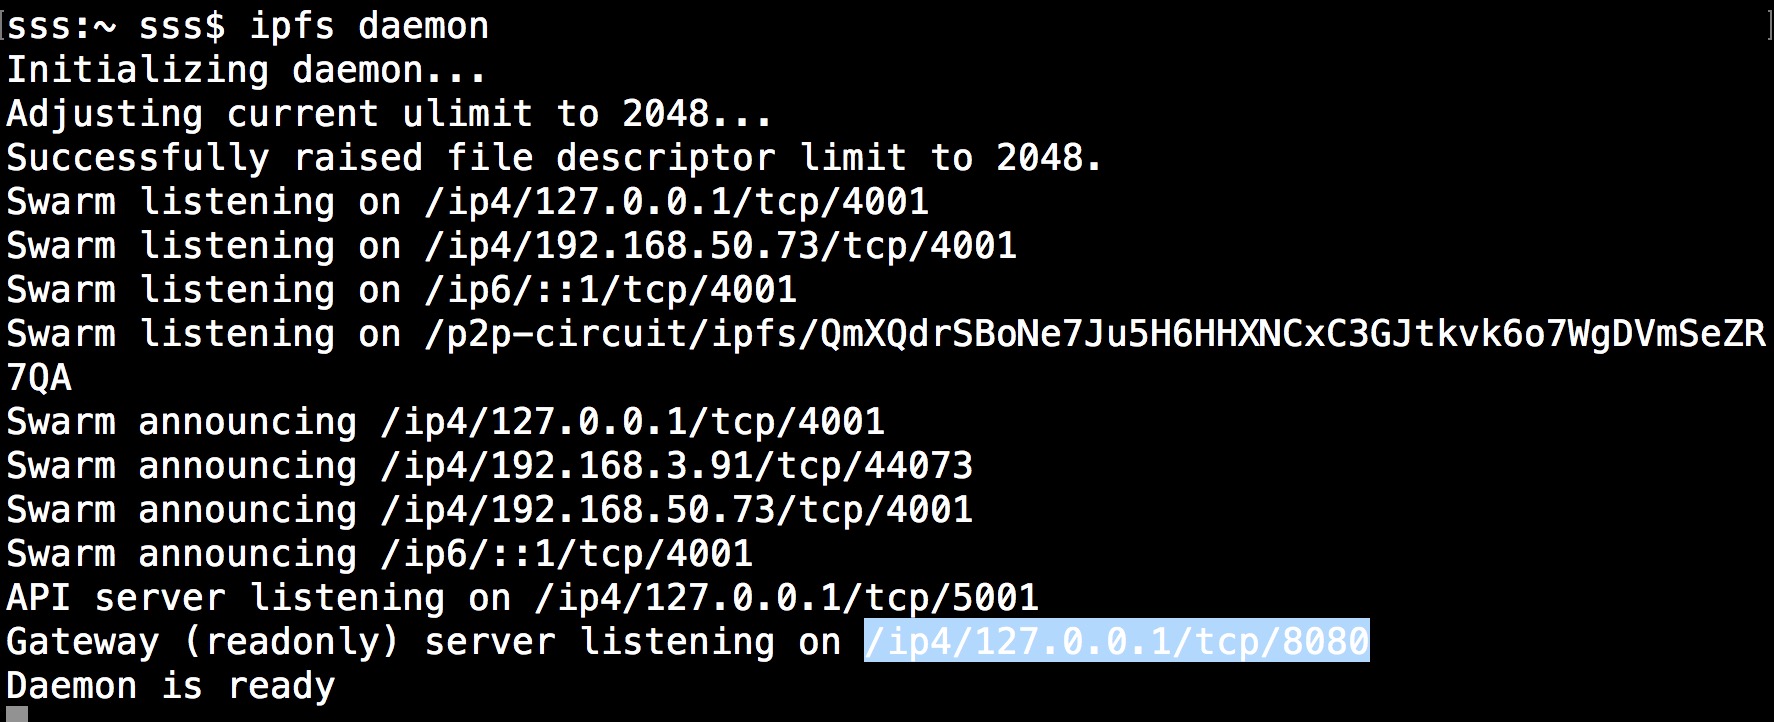 sss:~ sss$ ipfs daemon
Initializing daemon...
Adjusting current ulimit to 2048...
Successfully raised file descriptor limit to 2048.
Swarm listening on /ip4/127.0.0.1/tcp/4001
Swarm listening on /ip4/192.168.50.73/tcp/4001
Swarm listening on /ip6/::1/tcp/4001
Swarm listening on /p2p-circuit/ipfs/QmXQdrSBoNe7Ju5H6HHXNCxC3GJtkvk6o7WgDVmSeZR
7QA
Swarm announcing /ip4/127.0.0.1/tcp/4001
Swarm announcing /ip4/192.168.3.91/tcp/44073
Swarm announcing /ip4/192.168.50.73/tcp/4001
Swarm announcing /ip6/::1/tcp/4001
API server listening on /ip4/127.0.0.1/tcp/5001
Gateway (readonly) server listening on /ip4/127.0.0.1/tcp/8080
Daemon is ready